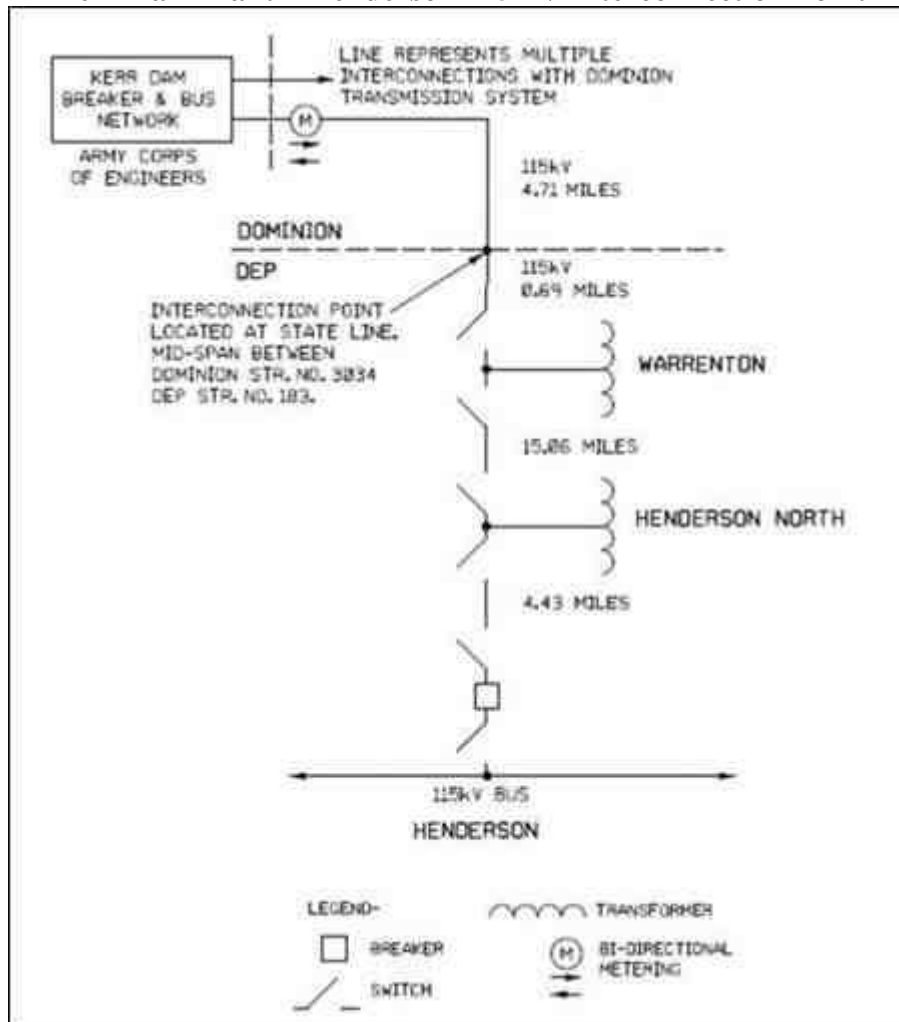 KERR DAM
BREAKER & BUS
NETWORK
ARMY CORPS
OF ENGINEERS
LINE REPRESENTS MULTIPLE
INTERCONNECTIONS WITH DOMINION
TRANSMISSION SYSTEM
M
115kV
4.71 MILES
DOMINION
DEP
115kV
0.69 MILES
INTERCONNECTION POINT
LOCATED AT STATE LINE.
MID-SPAN BETWEEN
DOMINION STR. NO. 3034
DEP STR. NO. 183.
WARRENTON
15.06 MILES
HENDERSON NORTH
4.43 MILES
115kV BUS
HENDERSON
LEGEND-
TRANSFORMER
BREAKER
M
BI-DIRECTIONAL
METERING
SWITCH